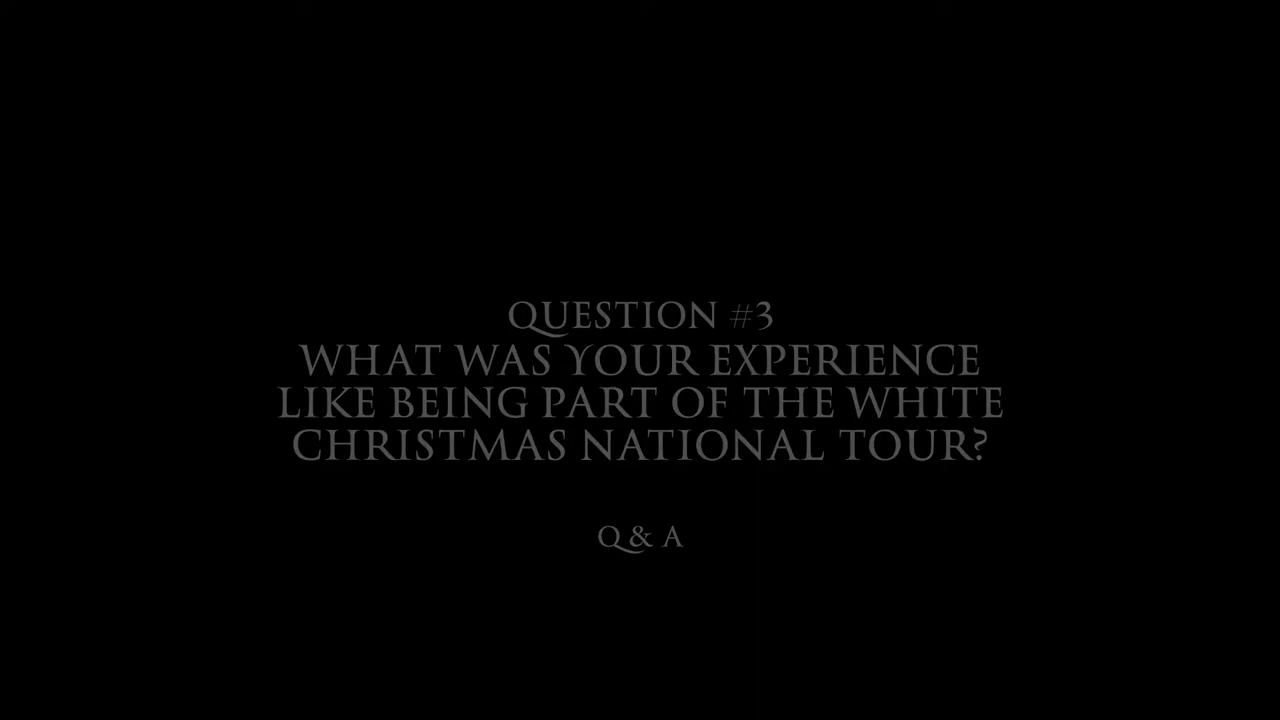 QUESTION #3
WHAT WAS YOUR EXPERIENCE
LIKE BEING PART OF THE WHITE
CHRISTMAS NATIONAL TOUR?
Q & A